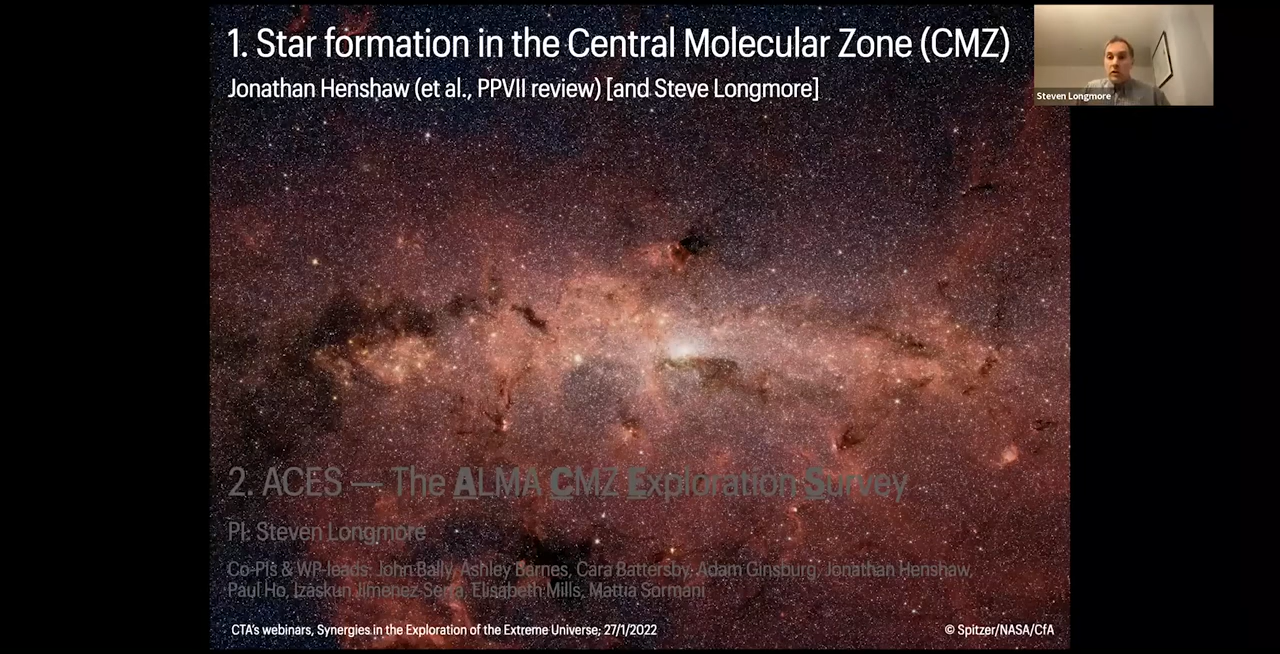 1. Star formation in the Central Molecular Zone (CMZ)
Jonathan Henshaw (et al., PPVII review) [and Steve Longmore]
Steven Longmore
2. ACES — The ALMA CMZ Exploration Survey
PI: Steven Longmore
Co-PIs & WP-leads: John Bally, Ashley Barnes, Cara Battersby, Adam Ginsburg, Jonathan Henshaw,
Paul Ho, Izaskun Jimenez-Serra, Elisabeth Mills, Mattia Sormani
CTA's webinars, Synergies in the Exploration of the Extreme Universe; 27/1/2022
© Spitzer/NASA/CfA